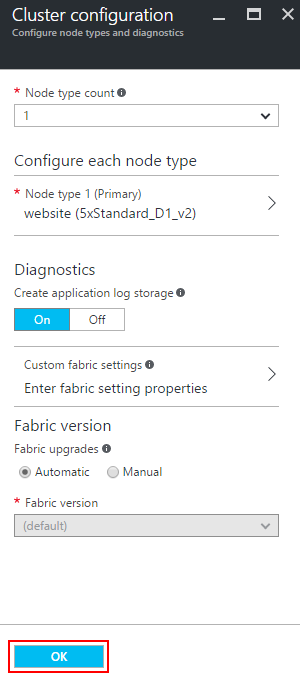 Cluster configuration
Configure node types and diagnostics
* Node type count
1
Configure each node type
* Node type 1 (Primary)
website (5xStandard_D1_v2)
Diagnostics
Create application log storage
On Off
Custom fabric settings
Enter fabric setting properties
Fabric version
Fabric upgrades
Automatic Manual
* Fabric version
(default)
OK